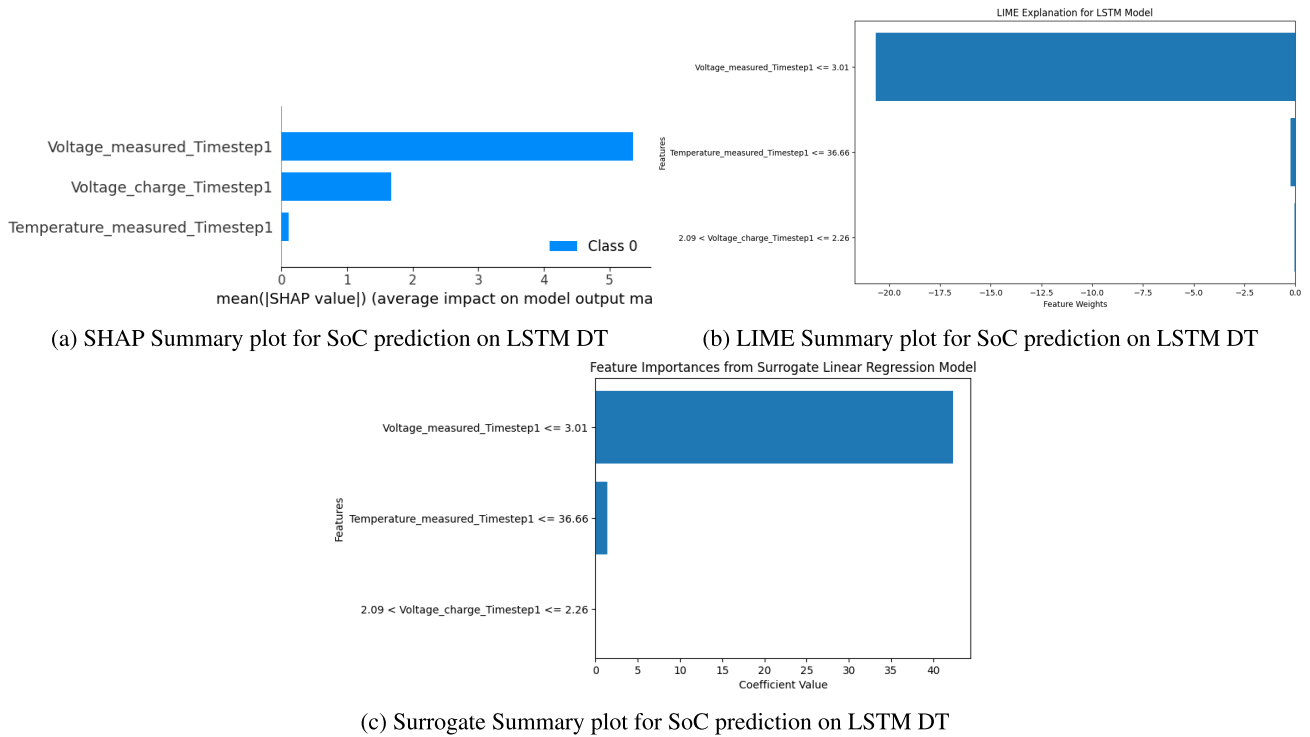 Voltage_measured_Timestep1
Voltage_charge_Timestep1
Temperature_measured_Timestep1
Class 0
0 1 2 3 4 5
mean(|SHAP value|) (average impact on model output ma
(a) SHAP Summary plot for SoC prediction on LSTM DT
LIME Explanation for LSTM Model
Voltage_measured_Timestep1 <= 3.01
Temperature_measured_Timestep1 <= 36.66
2.09 < Voltage_charge_Timestep1 <= 2.26
Features
−20.0 −17.5 −15.0 −12.5 −10.0 −7.5 −5.0 −2.5 0.0
Feature Weights
(b) LIME Summary plot for SoC prediction on LSTM DT
Feature Importances from Surrogate Linear Regression Model
Voltage_measured_Timestep1 <= 3.01
Temperature_measured_Timestep1 <= 36.66
2.09 < Voltage_charge_Timestep1 <= 2.26
Features
0 5 10 15 20 25 30 35 40
Coefficient Value
(c) Surrogate Summary plot for SoC prediction on LSTM DT